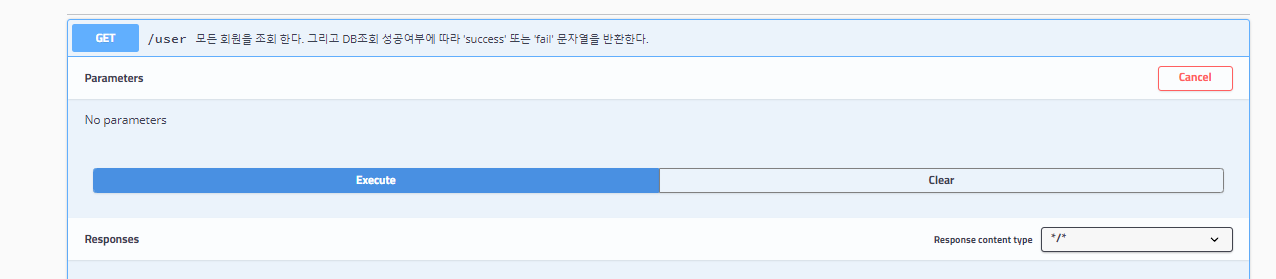 GET /user 모든 회원을 조회 한다. 그리고 DB조회 성공여부에 따라 'success' 또는 'fail' 문자열을 반환한다.
Parameters Cancel
No parameters
Execute Clear
Responses Response content type */*